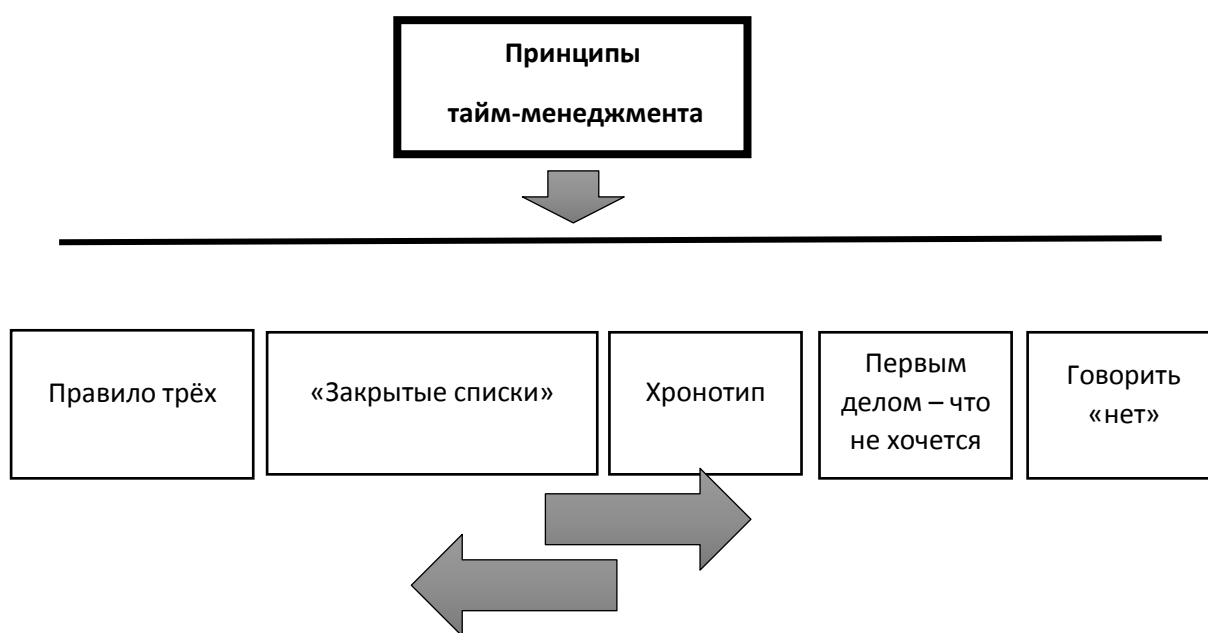 Принципы
тайм-менеджмента
Правило трёх
«Закрытые списки»
Хронотип
Первым
делом – что
не хочется
Говорить
«нет»